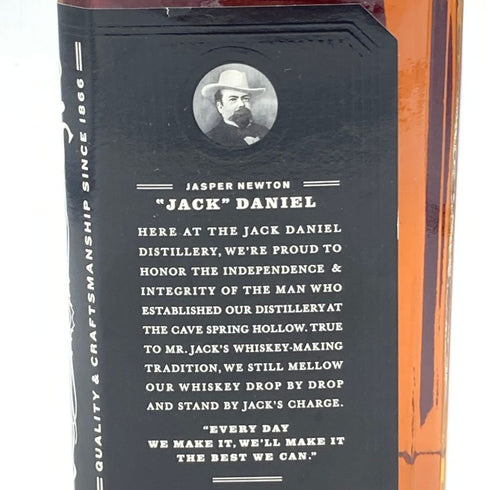 JASPER NEWTON
"JACK" DANIEL
HERE AT THE JACK DANIEL
DISTILLERY, WE'RE PROUD TO
HONOR THE INDEPENDENCE &
INTEGRITY OF THE MAN WHO
ESTABLISHED OUR DISTILLERY AT
THE CAVE SPRING HOLLOW. TRUE
TO MR. JACK'S WHISKEY-MAKING
TRADITION, WE STILL MELLOW
OUR WHISKEY DROP BY DROP
AND STAND BY JACK'S CHARGE.
"EVERY DAY
WE MAKE IT, WE'LL MAKE IT
THE BEST WE CAN."
QUALITY & CRAFTSMANSHIP SINCE 1866